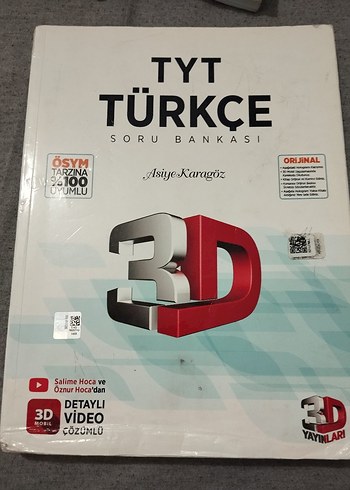 TYT
TÜRKÇE
SORU BANKASI
ÖSYM
TARZINA
%100
UYUMLU
Asiye Karagöz
ORİJİNAL
3D
Salime Hoca ve
Öznur Hoca'dan
3D
MOBİL
DETAYLI
VİDEO
ÇÖZÜMLÜ
3D
YAYINLARI